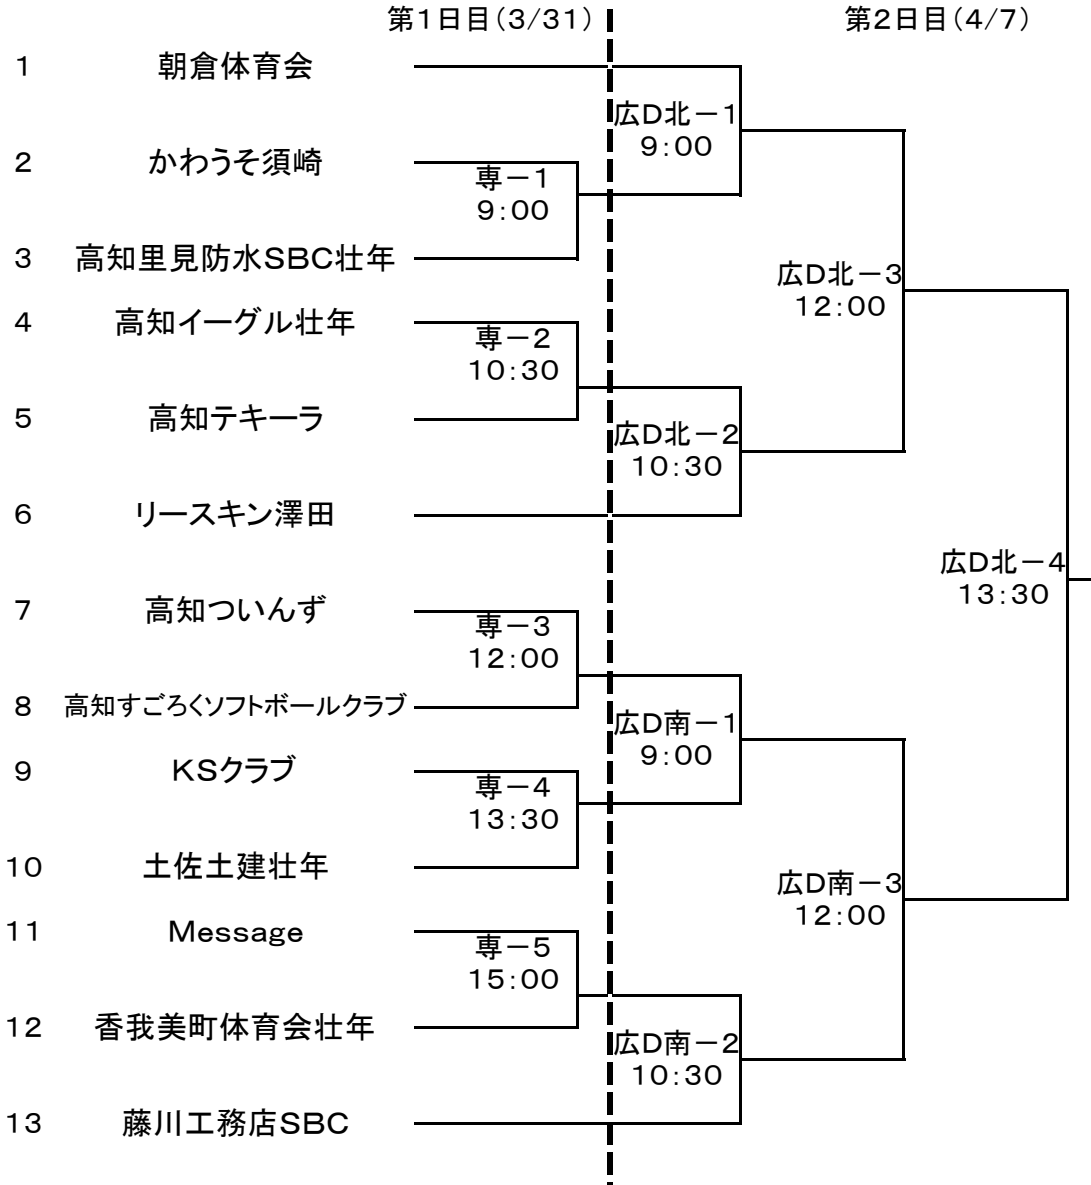 第１日目（３/３１）
第２日目（４/７）
１ 朝倉体育会
広Ｄ北－１
９：００
２ かわうそ須崎
専－１
９：００
３ 高知里見防水SBC壮年
広Ｄ北－３
１２：００
４ 高知イーグル壮年
専－２
１０：３０
５ 高知テキーラ
広Ｄ北－２
１０：３０
６ リースキン澤田
広Ｄ北－４
１３：３０
７ 高知ついんず
専－３
１２：００
８ 高知すごろくソフトボールクラブ
広Ｄ南－１
９：００
９ KSクラブ
専－４
１３：３０
１０ 土佐土建壮年
広Ｄ南－３
１２：００
１１ Message
専－５
１５：００
１２ 香我美町体育会壮年
広Ｄ南－２
１０：３０
１３ 藤川工務店SBC